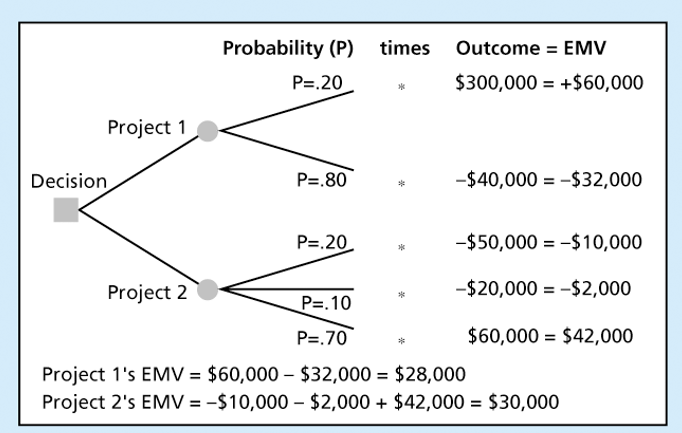 Probability (P) times Outcome = EMV
P=.20 * $300,000 = +$60,000
Project 1
P=.80 * –$40,000 = –$32,000
Decision
P=.20 * –$50,000 = –$10,000
Project 2
P=.10 * –$20,000 = –$2,000
P=.70 * $60,000 = $42,000
Project 1's EMV = $60,000 – $32,000 = $28,000
Project 2's EMV = –$10,000 – $2,000 + $42,000 = $30,000